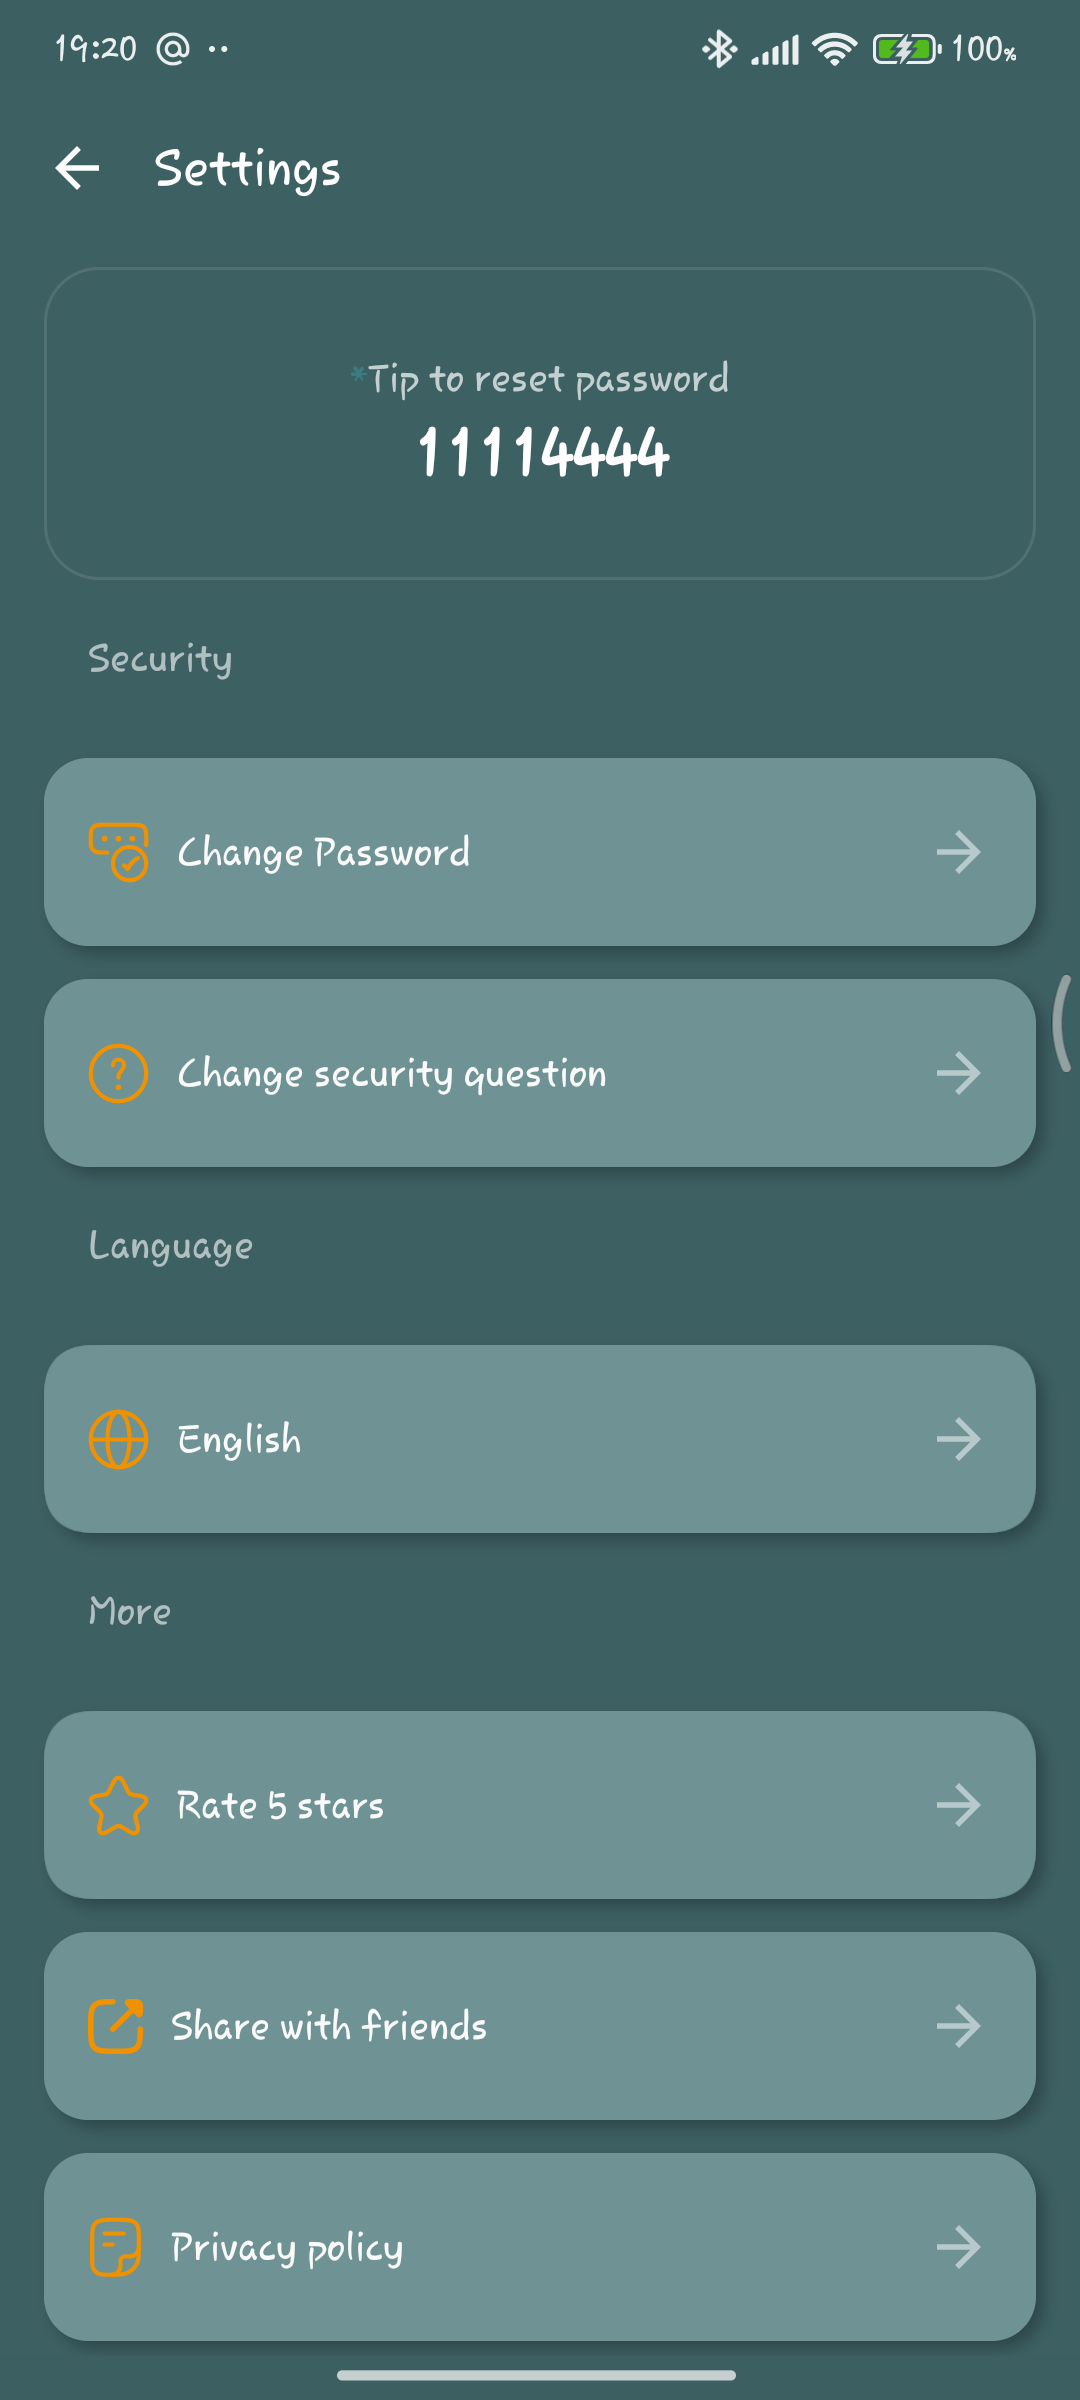 19:20 @ ··
100%
Settings
*Tip to reset password
11114444
Security
Change Password
Change security question
Language
English
More
Rate 5 stars
Share with friends
Privacy policy